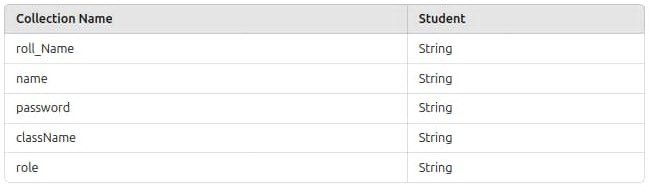 Collection Name Student
roll_Name String
name String
password String
className String
role String